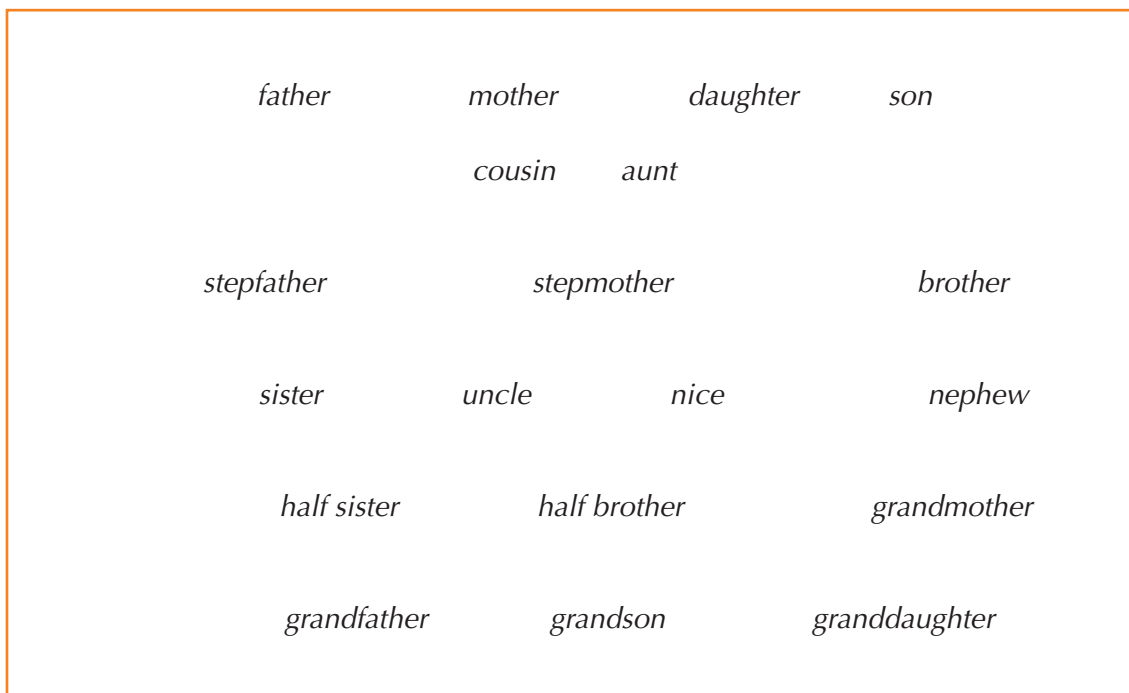 father mother daughter son
cousin aunt
stepfather stepmother brother
sister uncle nice nephew
half sister half brother grandmother
grandfather grandson granddaughter